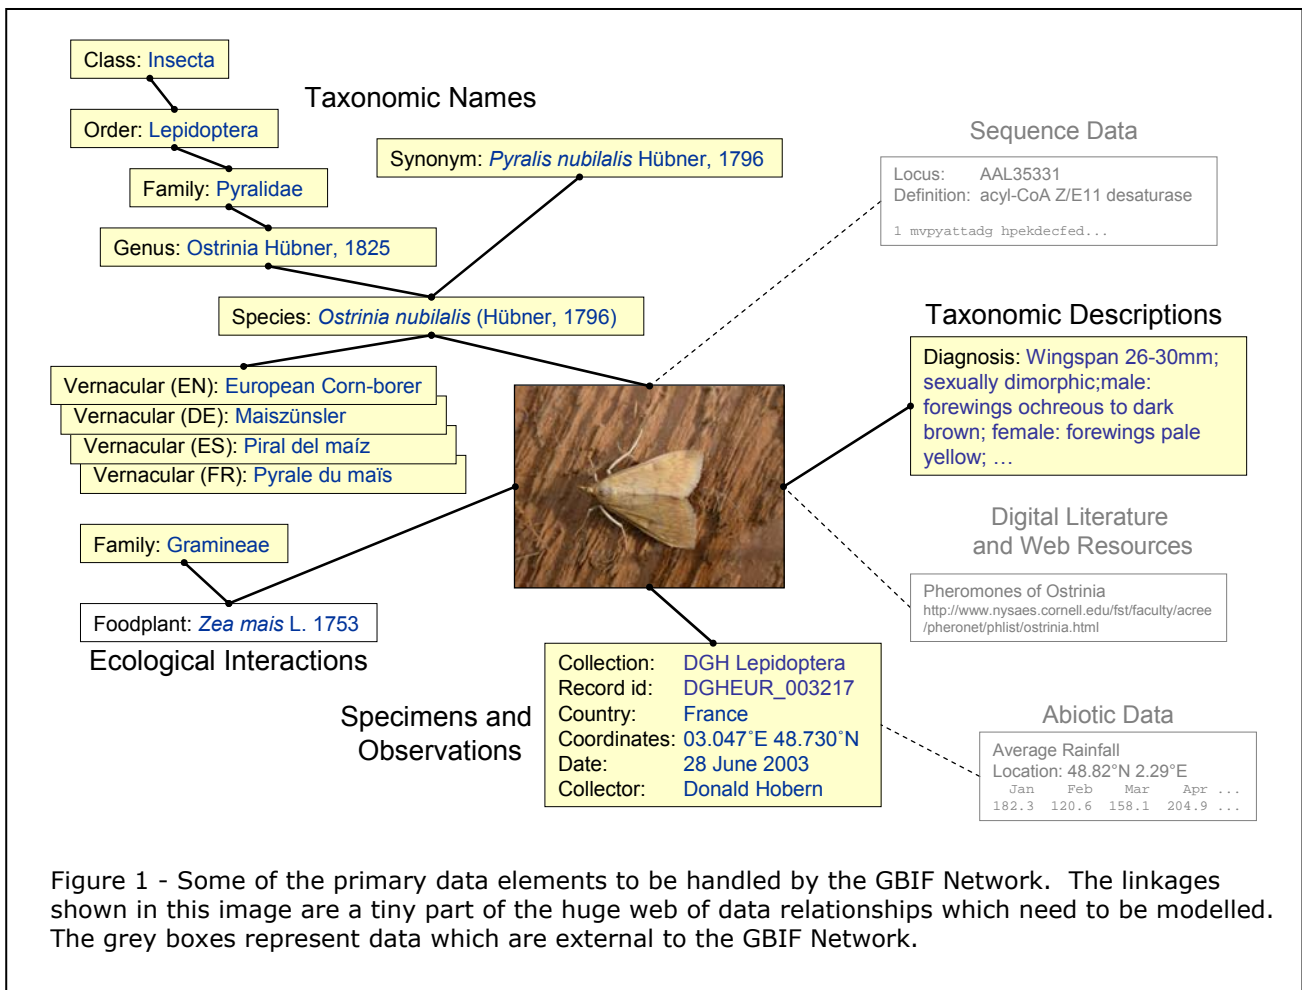 Class: Insecta
Taxonomic Names
Order: Lepidoptera
Synonym: Pyralis nubilalis Hübner, 1796
Family: Pyralidae
Genus: Ostrinia Hübner, 1825
Species: Ostrinia nubilalis (Hübner, 1796)
Vernacular (EN): European Corn-borer
Vernacular (DE): Maiszünsler
Vernacular (ES): Piral del maíz
Vernacular (FR): Pyrale du maïs
Family: Gramineae
Foodplant: Zea mais L. 1753
Ecological Interactions
Specimens and
Observations
Collection: DGH Lepidoptera
Record id: DGHEUR_003217
Country: France
Coordinates: 03.047˚E 48.730˚N
Date: 28 June 2003
Collector: Donald Hobern
Sequence Data
Locus: AAL35331
Definition: acyl-CoA Z/E11 desaturase
1 mvpyattadg hpekdecfed...
Taxonomic Descriptions
Diagnosis: Wingspan 26-30mm;
sexually dimorphic;male:
forewings ochreous to dark
brown; female: forewings pale
yellow; …
Digital Literature
and Web Resources
Pheromones of Ostrinia
http://www.nysaes.cornell.edu/fst/faculty/acree
/pheronet/phlist/ostrinia.html
Abiotic Data
Average Rainfall
Location: 48.82°N 2.29°E
Jan Feb Mar Apr ...
182.3 120.6 158.1 204.9 ...
Figure 1 - Some of the primary data elements to be handled by the GBIF Network. The linkages
shown in this image are a tiny part of the huge web of data relationships which need to be modelled.
The grey boxes represent data which are external to the GBIF Network.